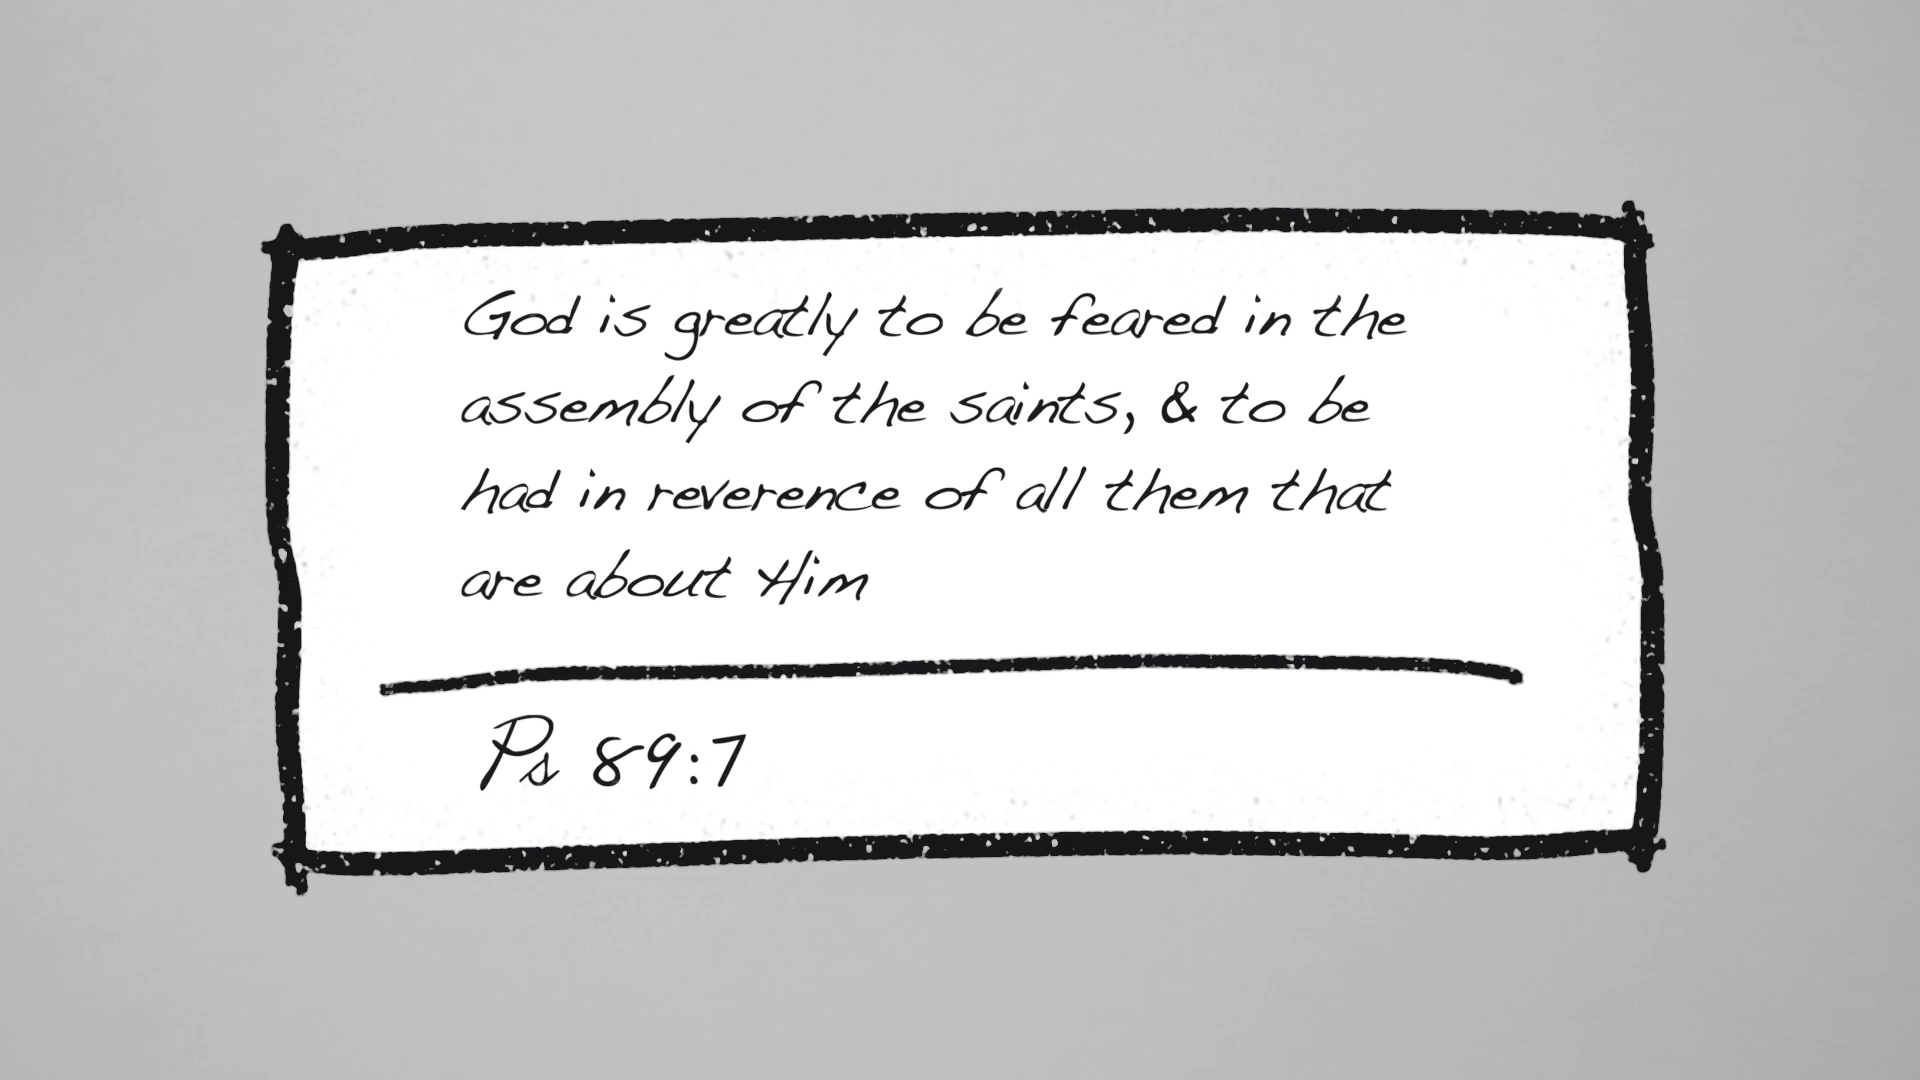 God is greatly to be feared in the
assembly of the saints, & to be
had in reverence of all them that
are about Him
Ps 89:7